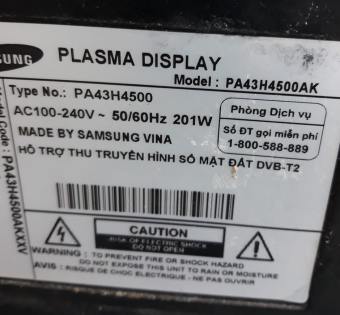 SUNG PLASMA DISPLAY
Model : PA43H4500AK
Type No.: PA43H4500
AC100-240V ~ 50/60Hz 201W
MADE BY SAMSUNG VINA
HỖ TRỢ THU TRUYỀN HÌNH SỐ MẶT ĐẤT DVB-T2
Phòng Dịch vụ
Số ĐT gọi miễn phí
1-800-588-889
Model Code : PA43H4500AKXXV
CAUTION
RISK OF ELECTRIC SHOCK
DO NOT OPEN
WARNING : TO PREVENT FIRE OR SHOCK HAZARD
DO NOT EXPOSE THIS UNIT TO RAIN OR MOISTURE
AVIS : RISQUE DE CHOC ELECTRIQUE - NE PAS OUVRIR